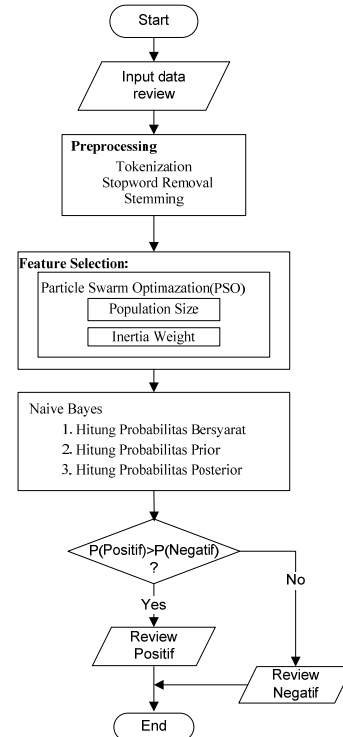 Start
Input data
review
Preprocessing
Tokenization
Stopword Removal
Stemming
Feature Selection:
Particle Swarm Optimazation(PSO)
Population Size
Inertia Weight
Naive Bayes
1. Hitung Probabilitas Bersyarat
2. Hitung Probabilitas Prior
3. Hitung Probabilitas Posterior
P(Positif)>P(Negatif)
?
No
Yes
Review
Positif
Review
Negatif
End